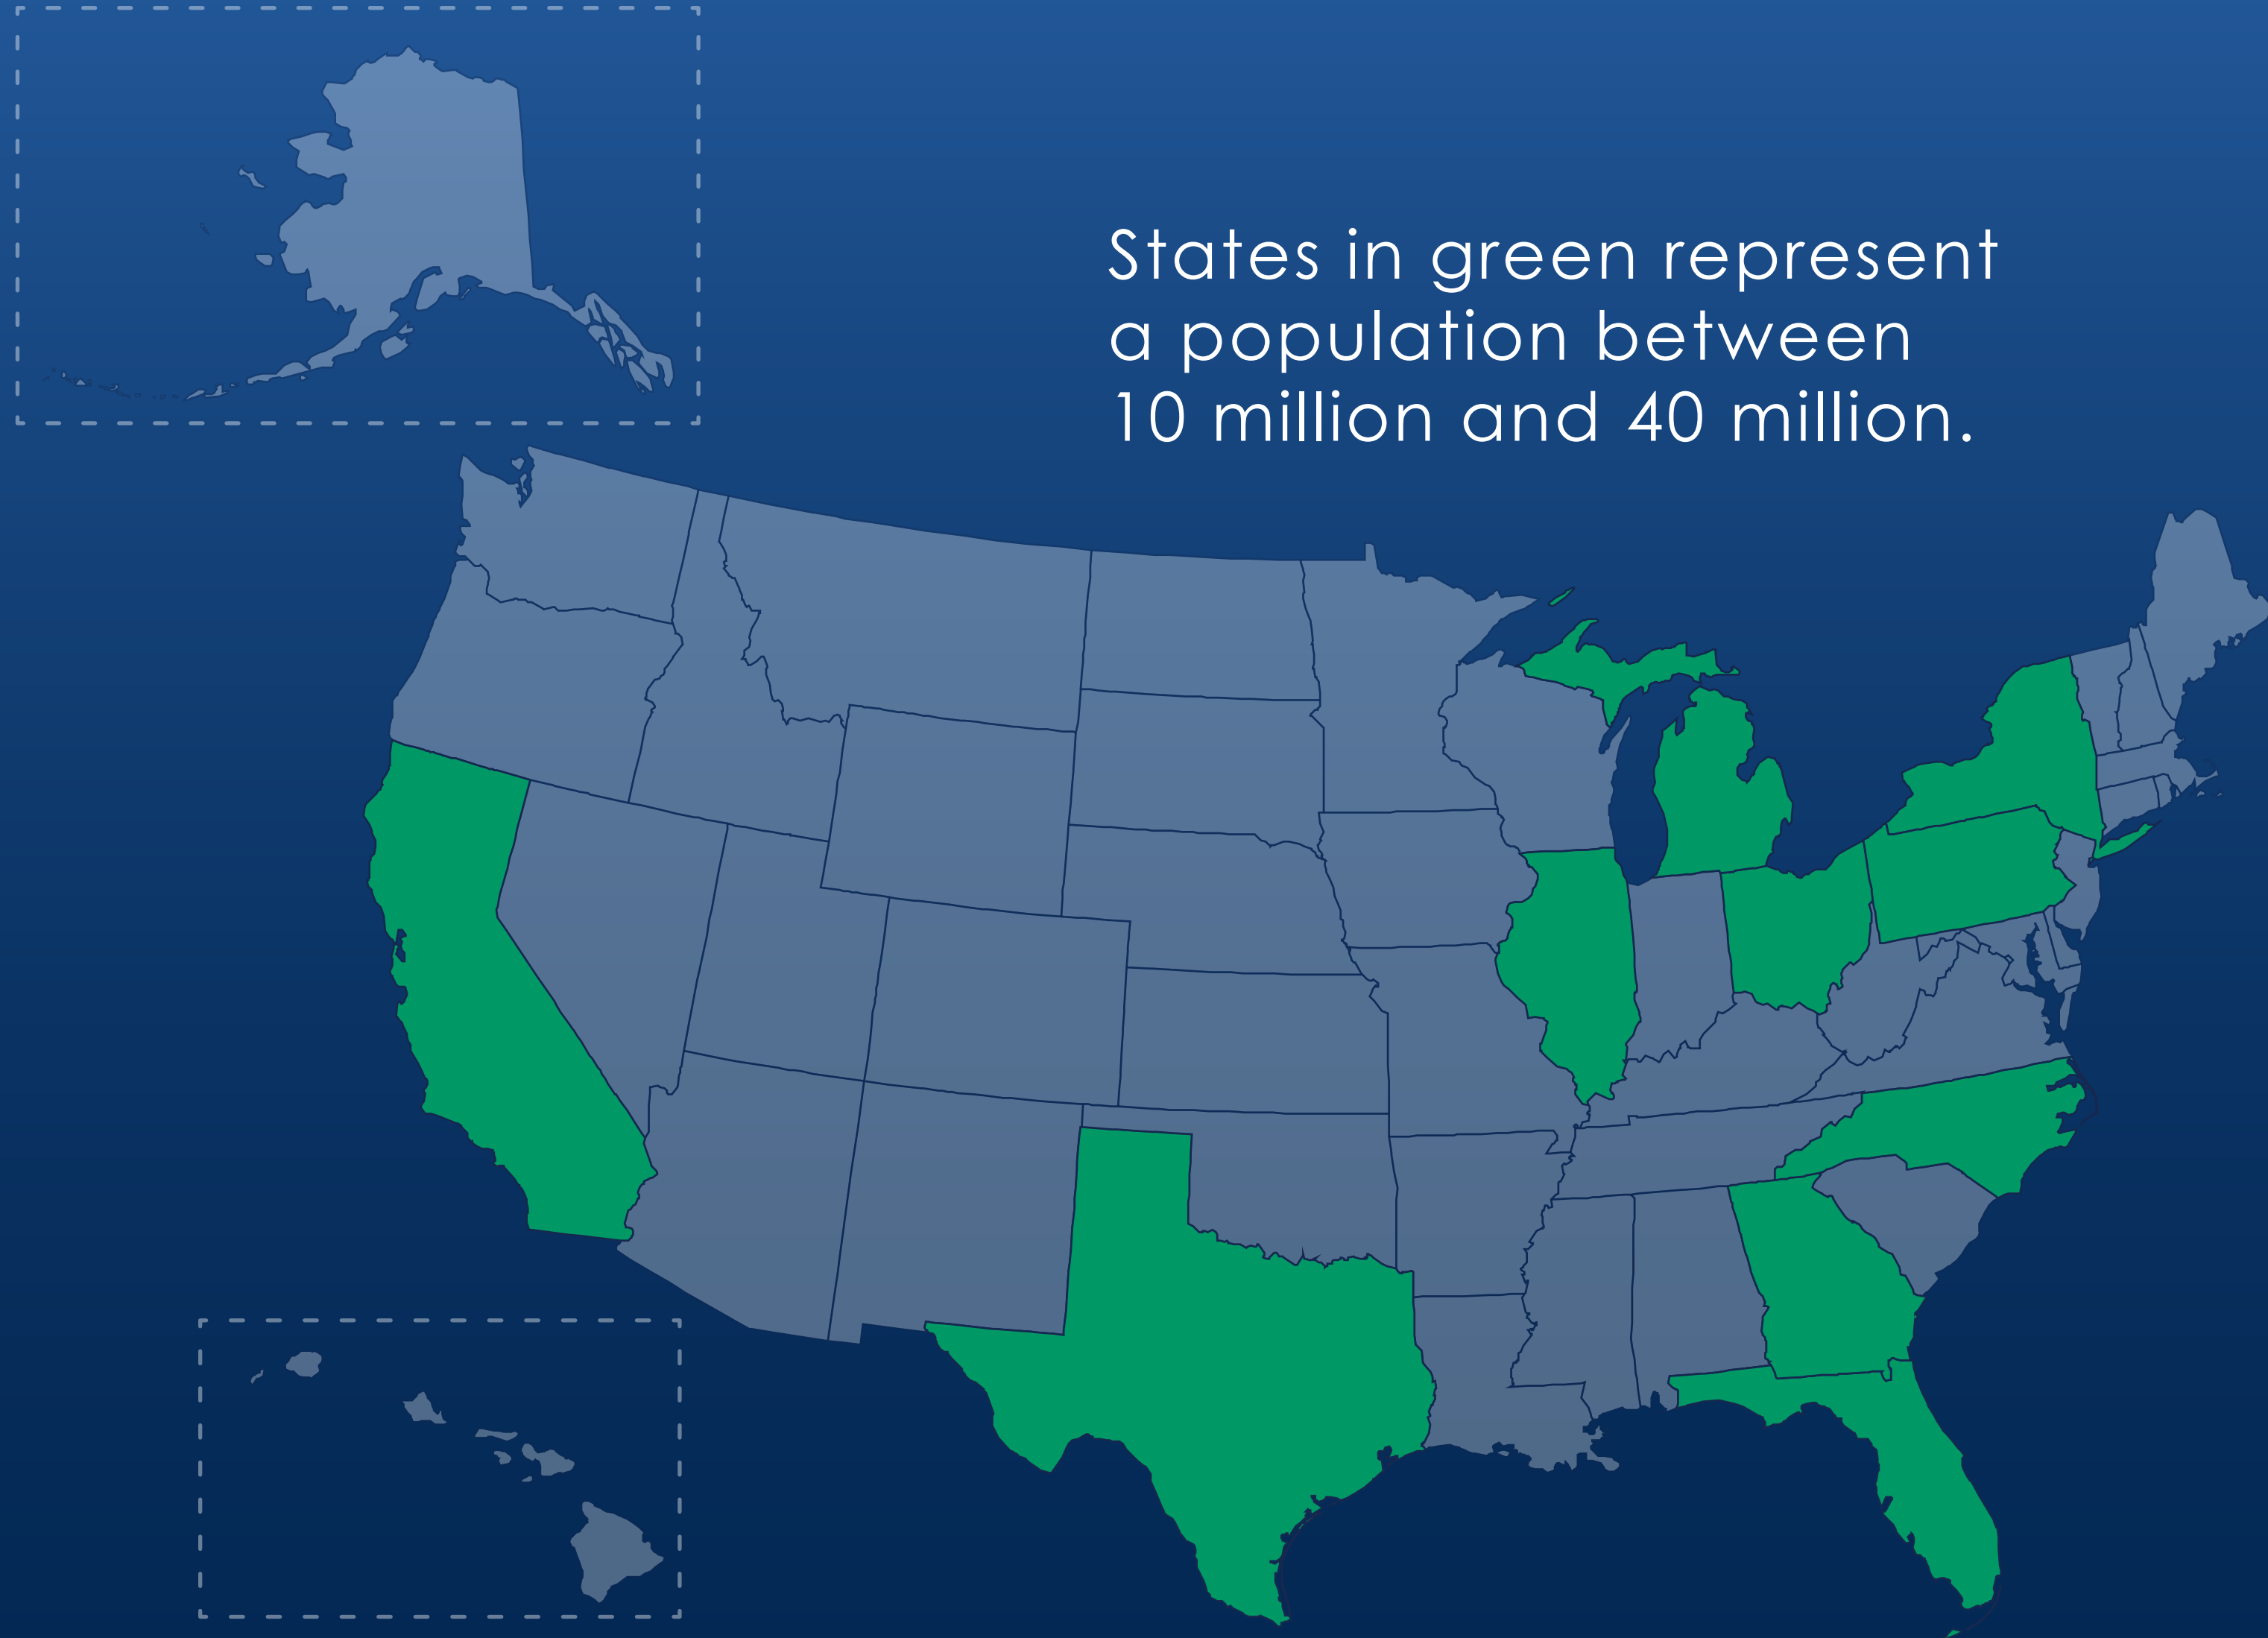 States in green represent
a population between
10 million and 40 million.